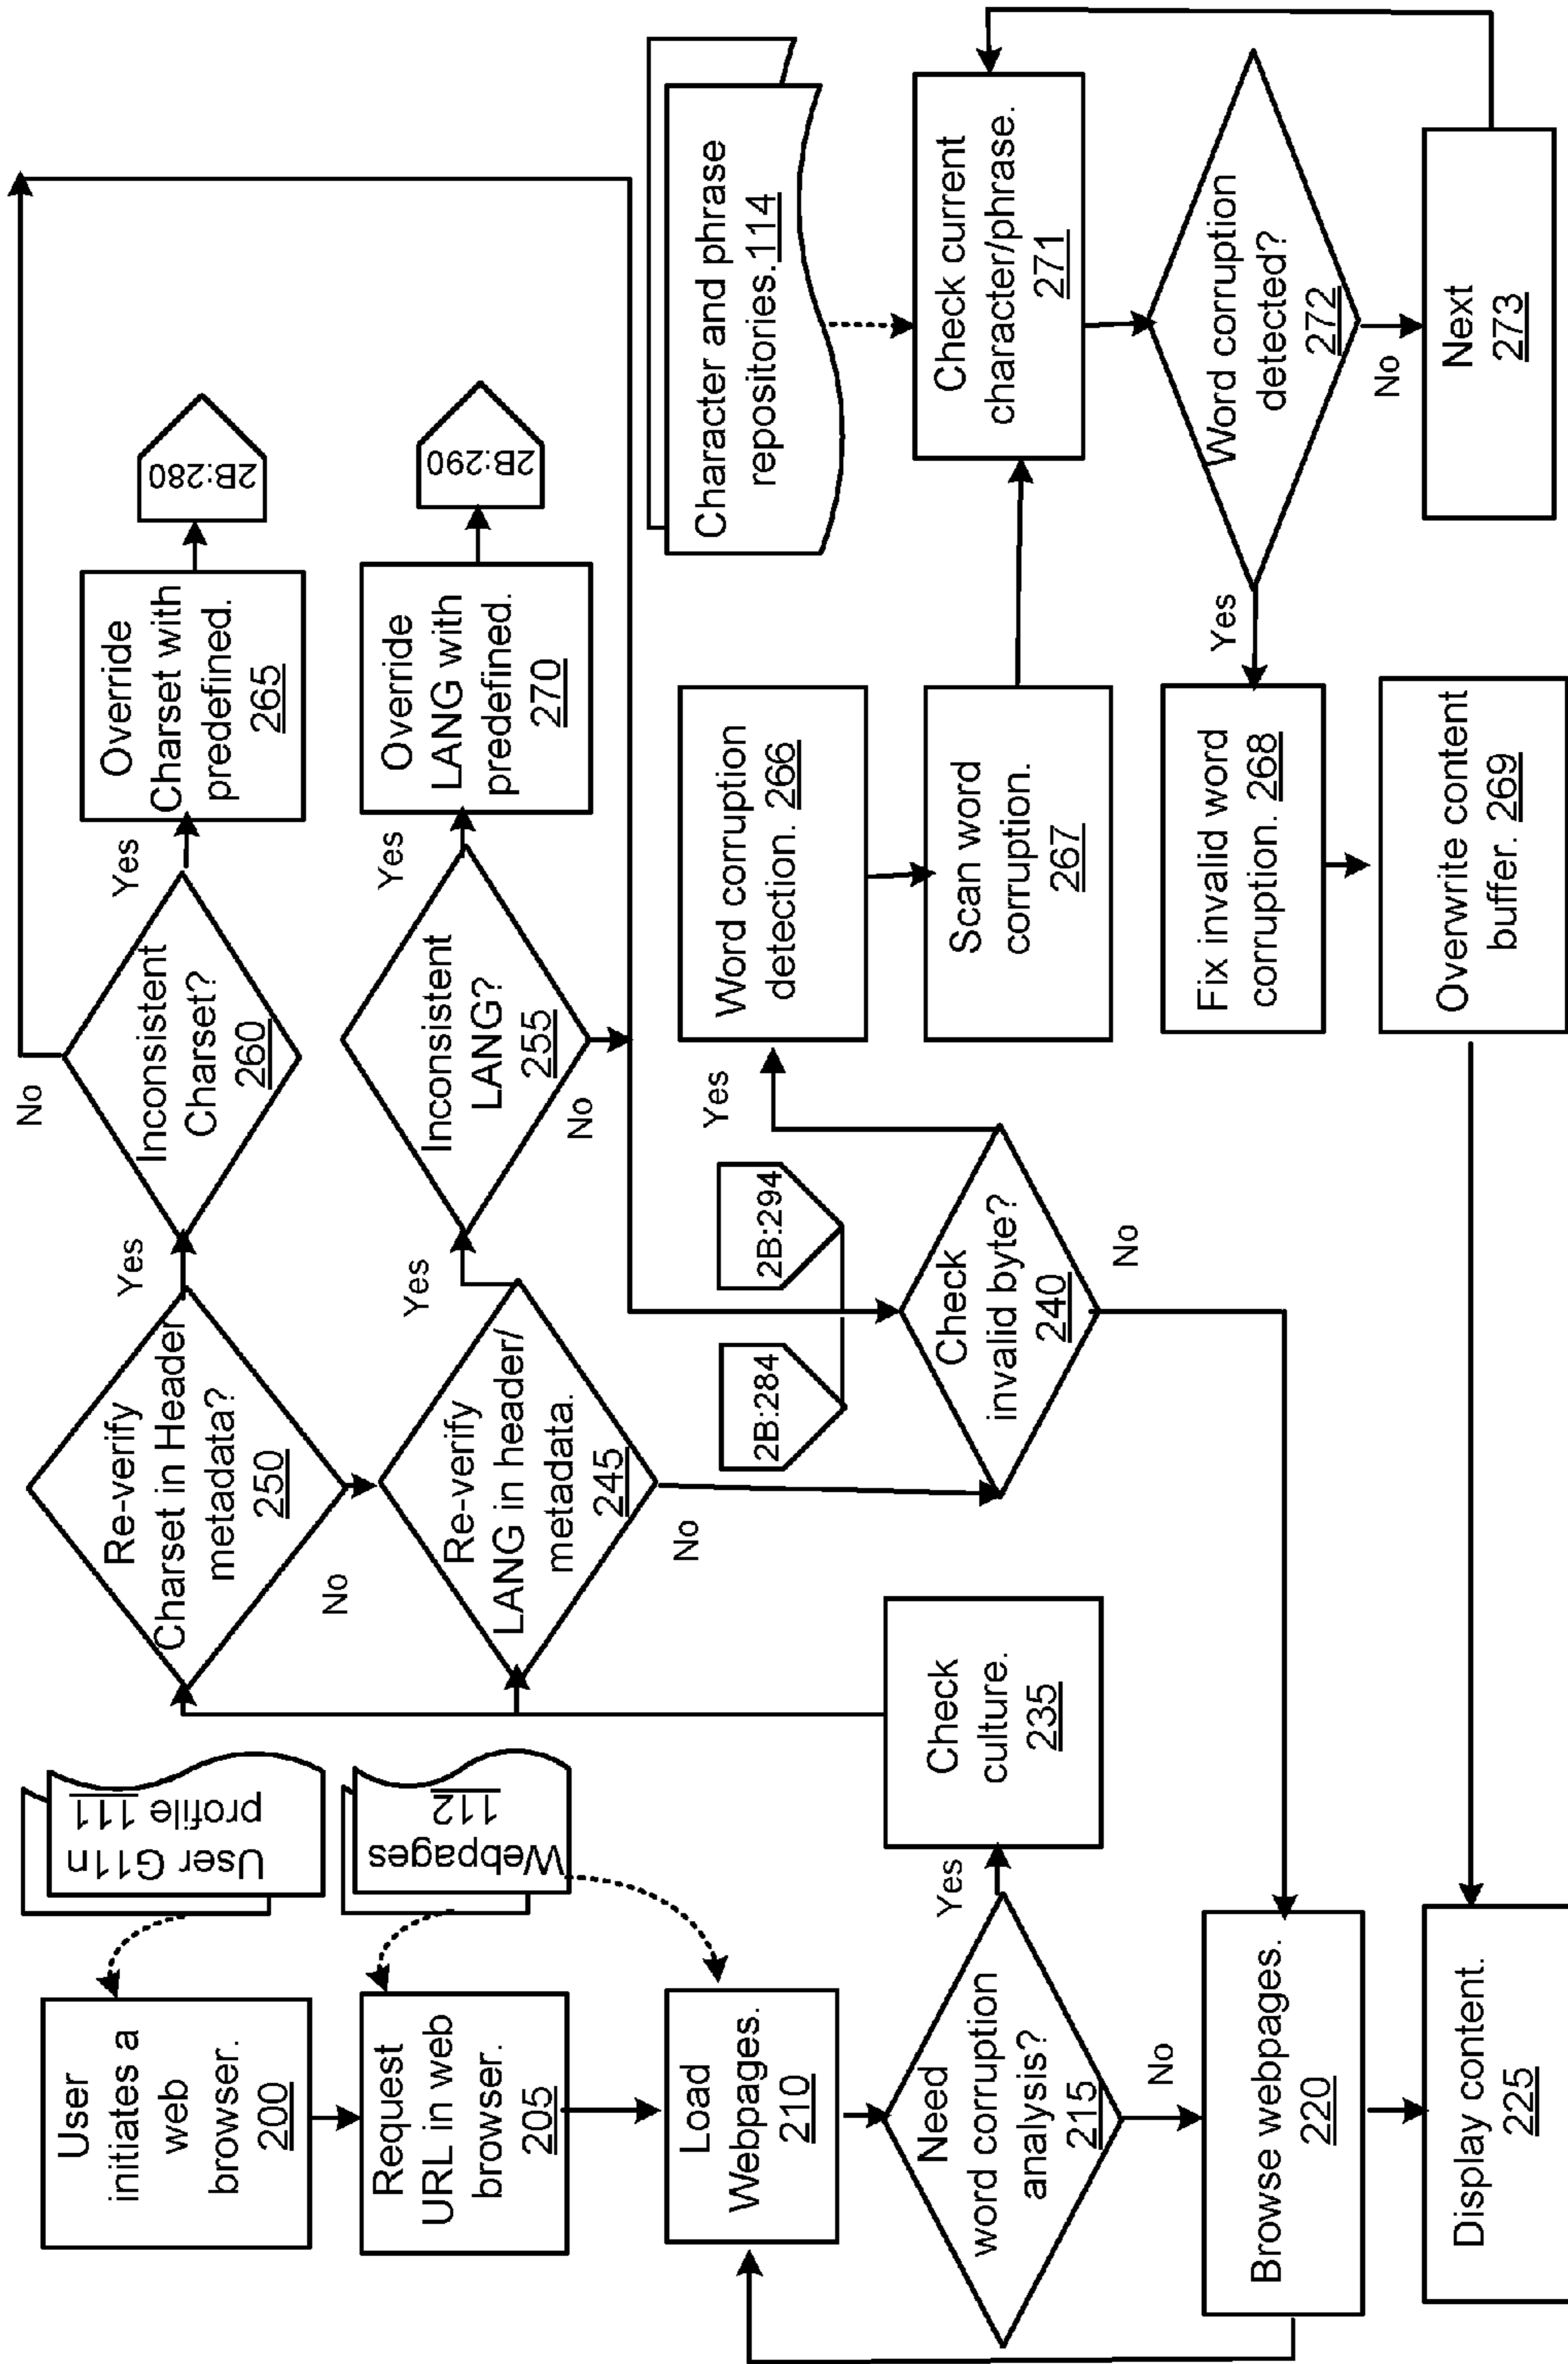 User
initiates a
web
browser.
200
User G11n
profile 111
Request
URL in web
browser.
205
Webpages
112
Load
Webpages.
210
Need
word corruption
analysis?
215
Yes
No
Browse webpages.
220
Display content.
225
Check
culture.
235
Re-verify
Charset in Header
metadata?
250
Yes
No
Re-verify
LANG in header/
metadata.
245
Yes
No
2B:284
2B:294
Check
invalid byte?
240
Yes
No
Inconsistent
Charset?
260
No
Yes
Inconsistent
LANG?
255
Yes
No
Override
Charset with
predefined.
265
2B:280
Override
LANG with
predefined.
270
2B:290
Word corruption
detection. 266
Scan word
corruption.
267
Character and phrase
repositories.114
Check current
character/phrase.
271
Word corruption
detected?
272
Yes
No
Next
273
Fix invalid word
corruption. 268
Overwrite content
buffer. 269